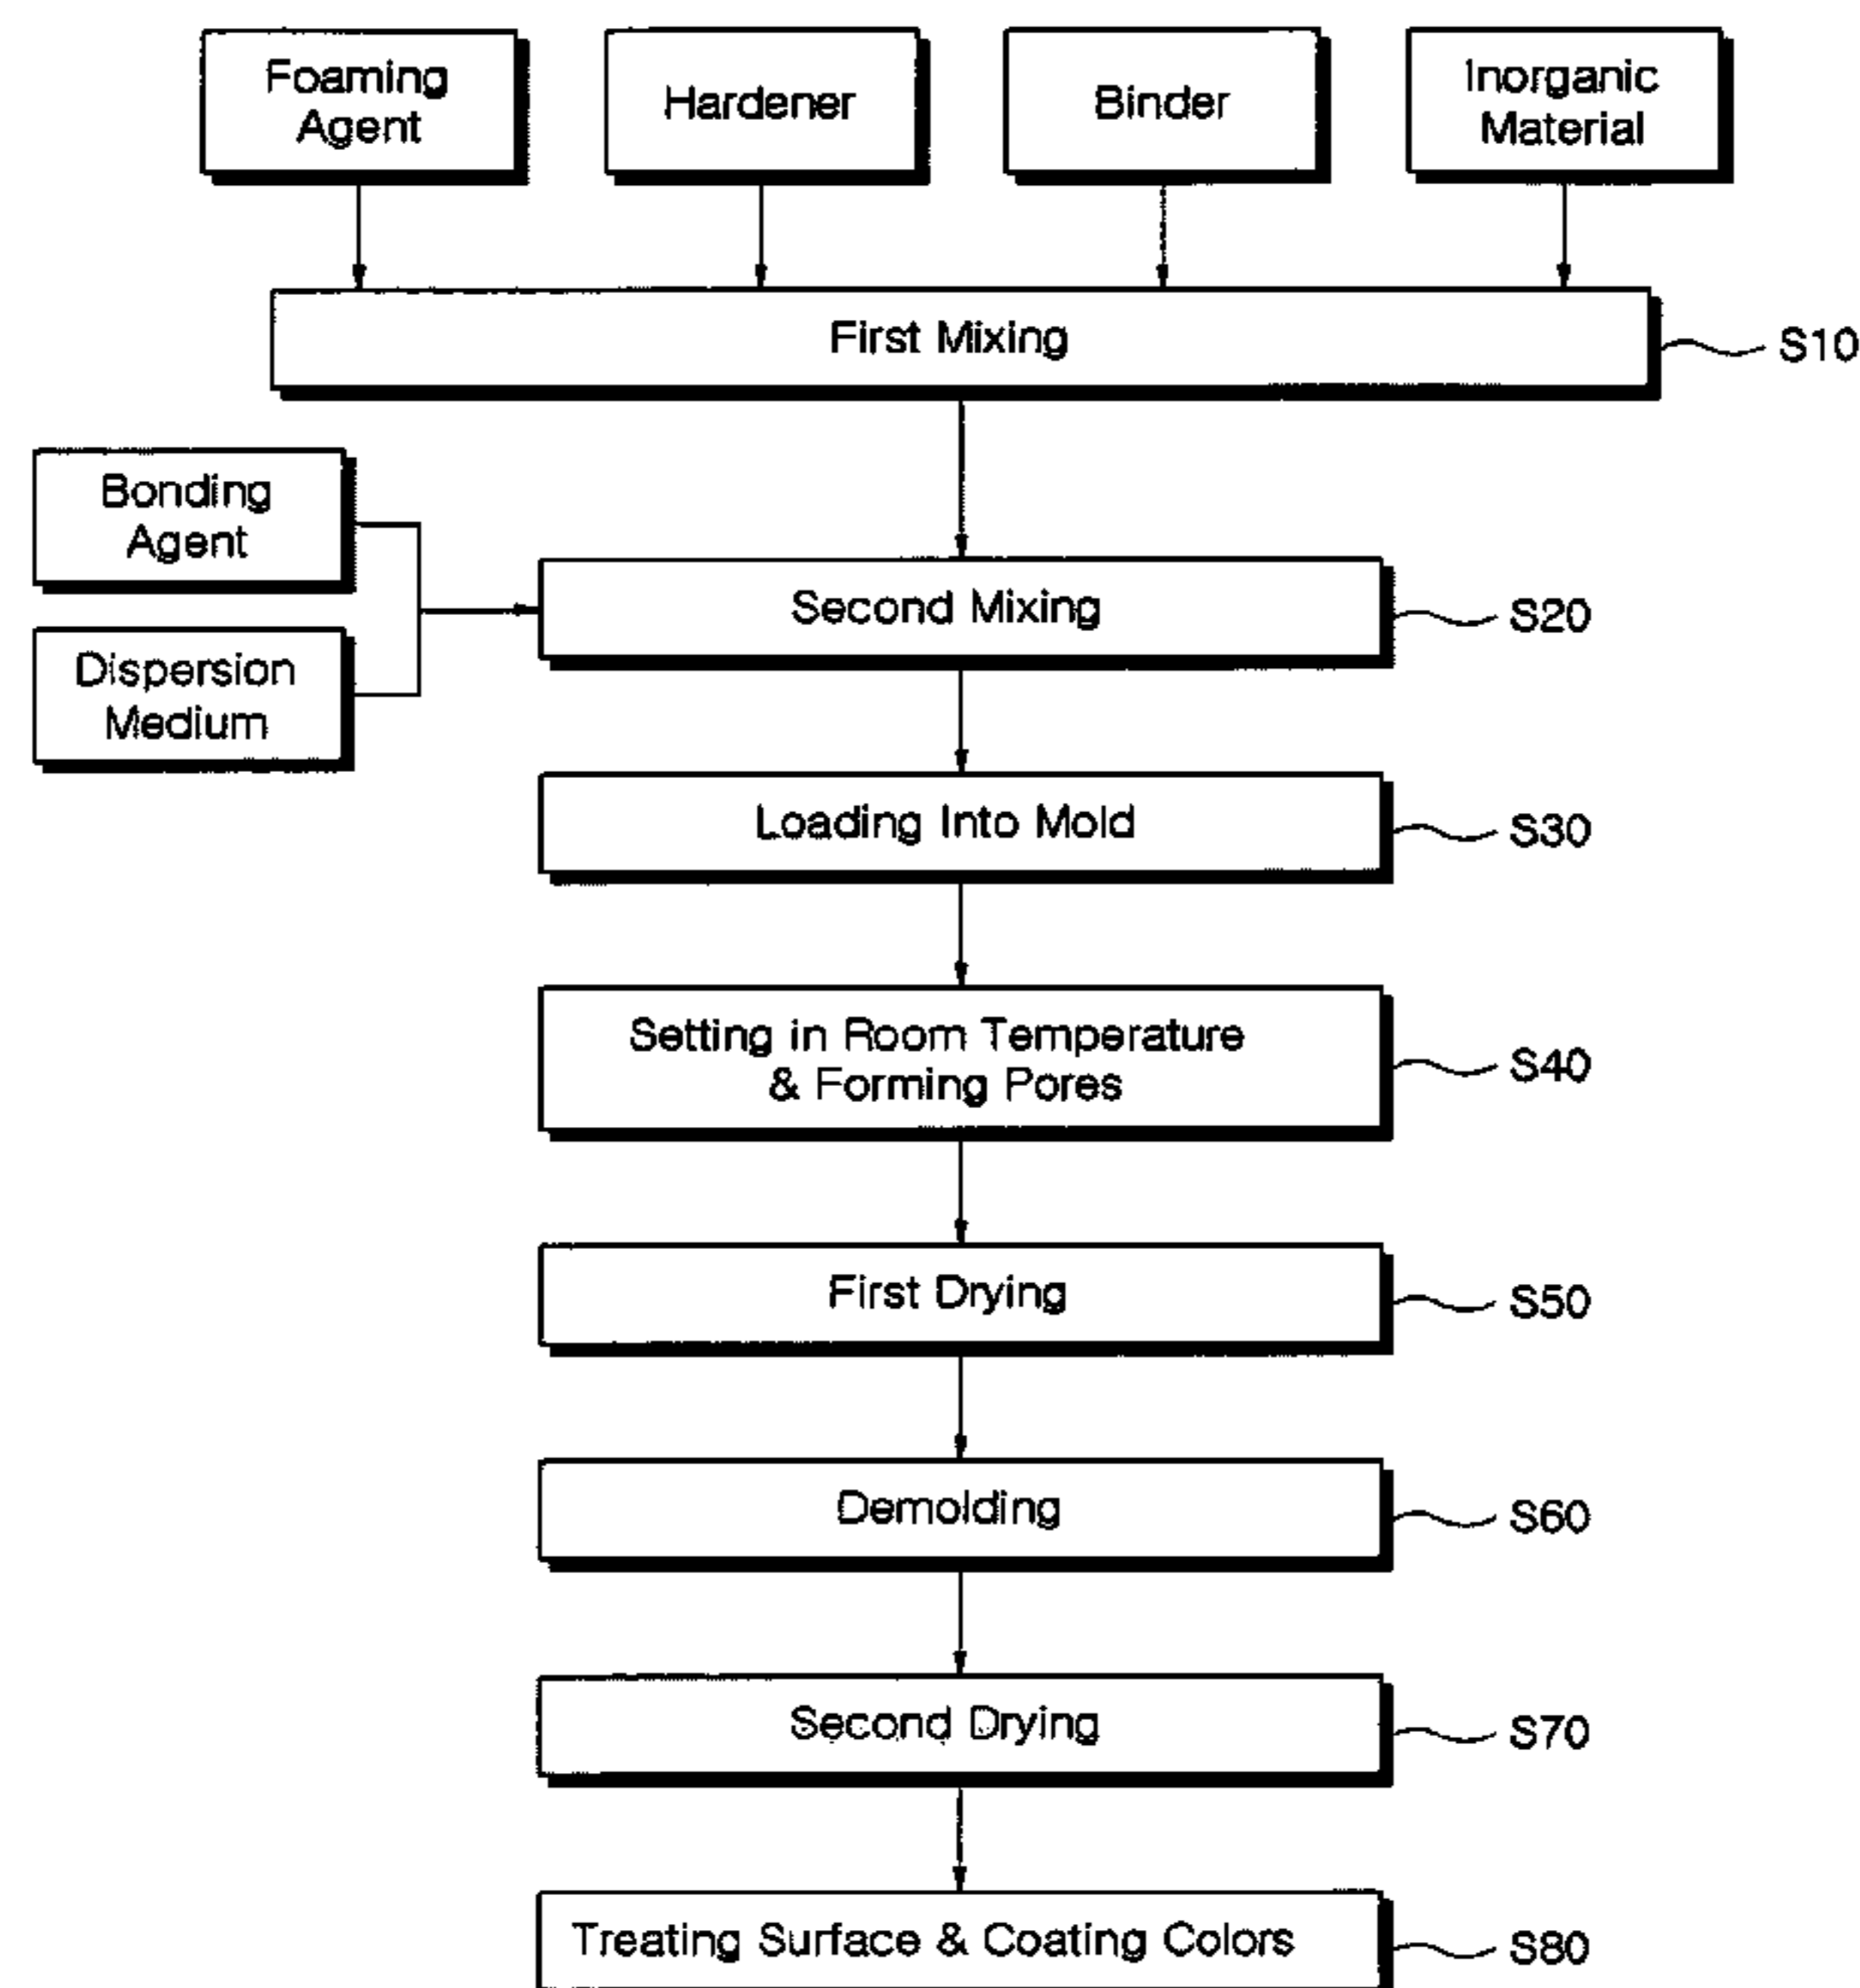 Foaming
Agent
Hardener
Binder
Inorganic
Material
First Mixing
S10
Bonding
Agent
Dispersion
Medium
Second Mixing
S20
Loading Into Mold
S30
Setting in Room Temperature
& Forming Pores
S40
First Drying
S50
Demolding
S60
Second Drying
S70
Treating Surface & Coating Colors
S80